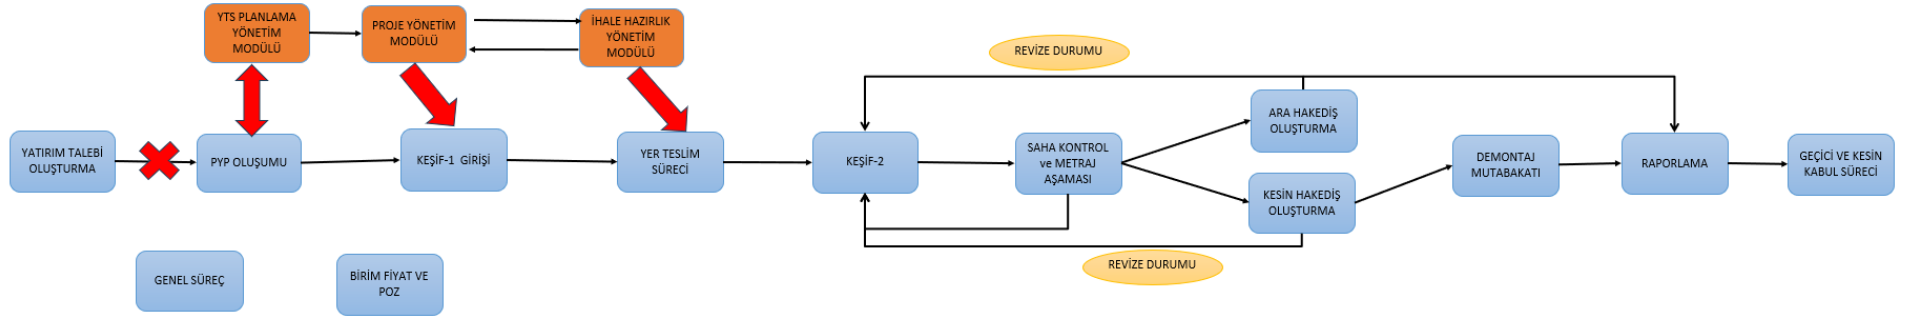 YTS PLANLAMA
YÖNETİM
MODÜLÜ
PROJE YÖNETİM
MODÜLÜ
İHALE HAZIRLIK
YÖNETİM
MODÜLÜ
REVİZE DURUMU
YATIRIM TALEBİ
OLUŞTURMA
PYP OLUŞUMU
KEŞİF-1 GİRİŞİ
YER TESLİM
SÜRECİ
KEŞİF-2
SAHA KONTROL
ve METRAJ
AŞAMASI
ARA HAKEDİŞ
OLUŞTURMA
KESİN HAKEDİŞ
OLUŞTURMA
DEMONTAJ
MUTABAKATI
RAPORLAMA
GEÇİCİ VE KESİN
KABUL SÜRECİ
REVİZE DURUMU
GENEL SÜREÇ
BİRİM FİYAT VE
POZ